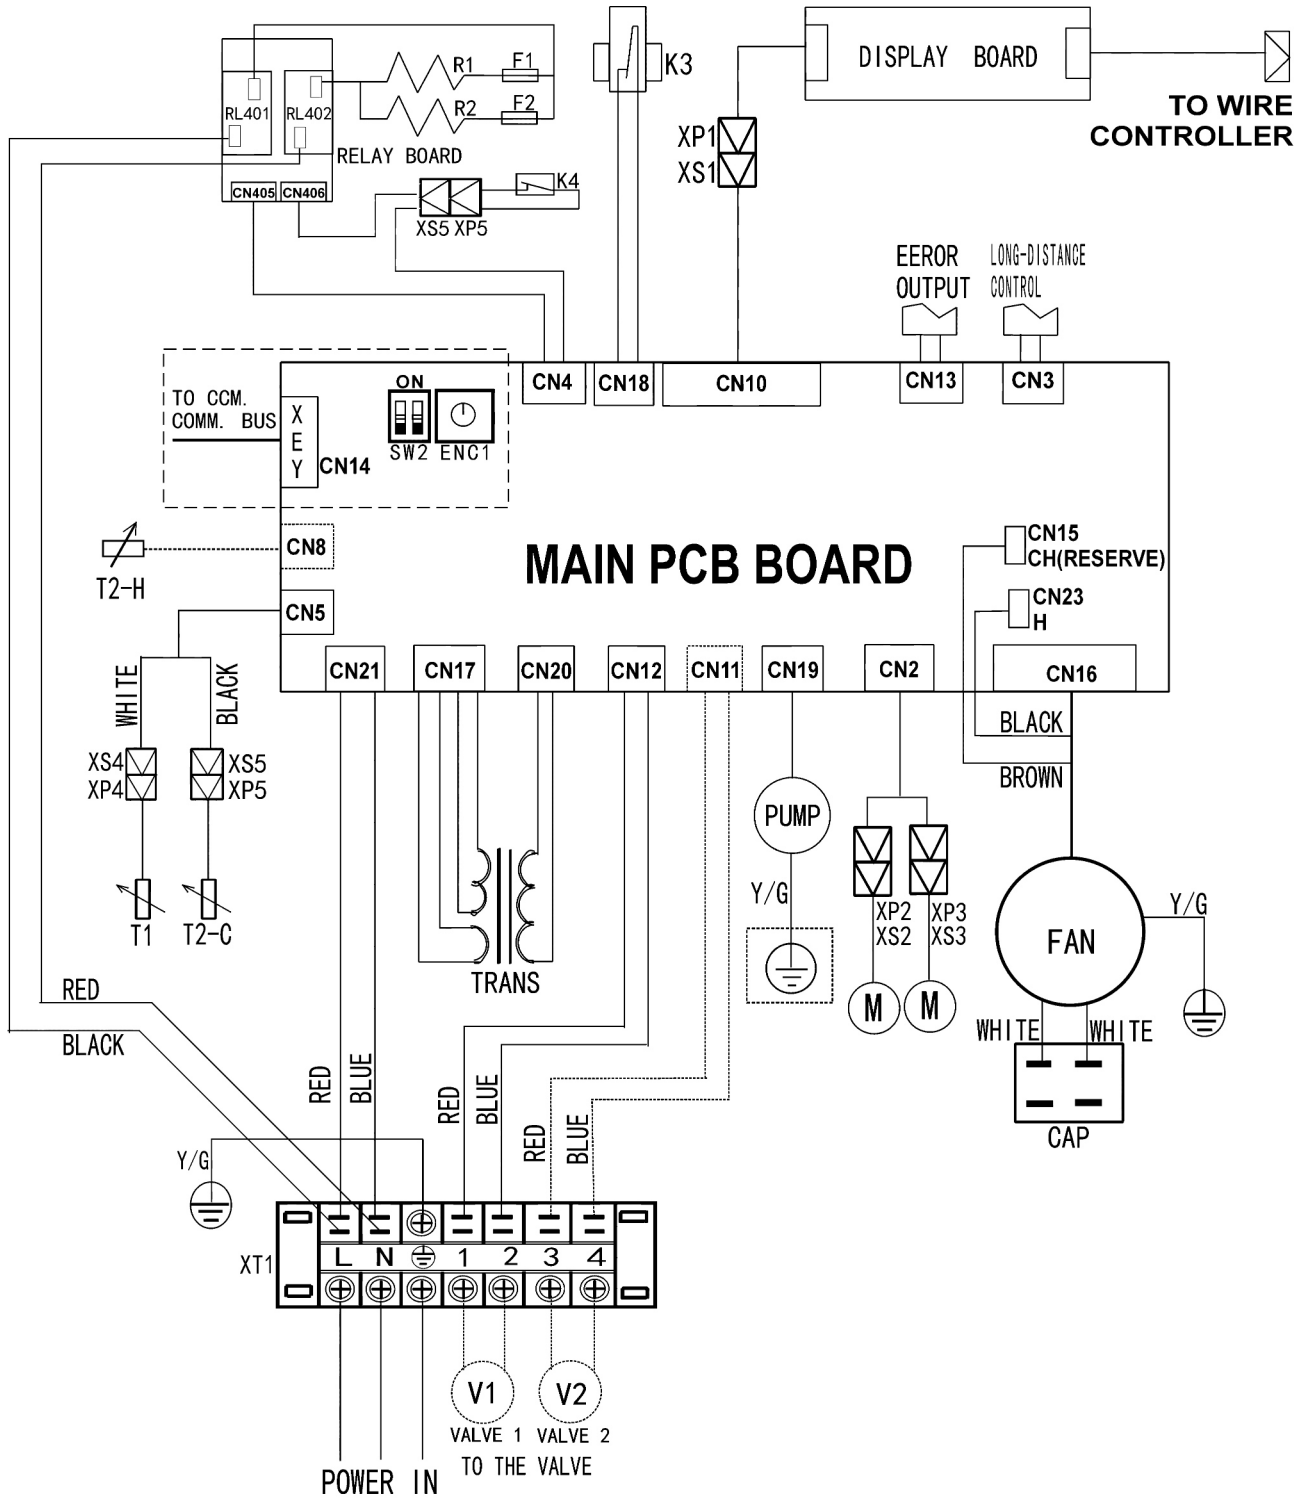 DISPLAY BOARD
TO WIRE
CONTROLLER
R1
F1
R2
F2
K3
RL401
RL402
RELAY BOARD
CN405
CN406
K4
XS5 XP5
XP1
XS1
EEROR
OUTPUT
LONG-DISTANCE
CONTROL
TO CCM.
COMM. BUS
X
E
Y
CN14
ON
SW2
ENC1
CN4
CN18
CN10
CN13
CN3
CN8
T2-H
CN5
MAIN PCB BOARD
CN15
CH(RESERVE)
CN23
H
CN21
CN17
CN20
CN12
CN11
CN19
CN2
CN16
WHITE
BLACK
XS4
XP4
XS5
XP5
T1
T2-C
BLACK
BROWN
PUMP
Y/G
XP2
XS2
XP3
XS3
M
M
FAN
Y/G
WHITE
WHITE
CAP
TRANS
RED
BLACK
RED
BLUE
RED
BLUE
RED
BLUE
Y/G
XT1
L N 1 2 3 4
V1
V2
VALVE 1
VALVE 2
TO THE VALVE
POWER IN